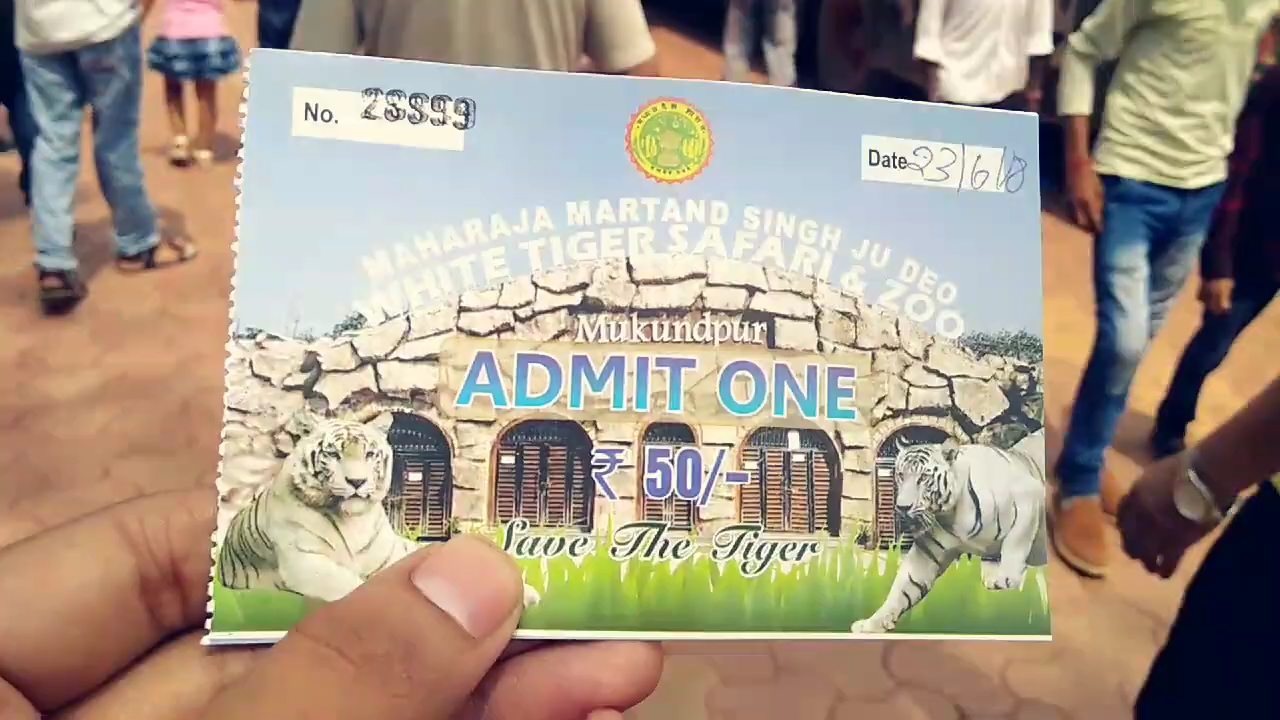 No. 23899
Date 23/6/18
MAHARAJA MARTAND SINGH JU DEO
WHITE TIGER SAFARI & ZOO
Mukundpur
ADMIT ONE
₹ 50/-
Save The Tiger